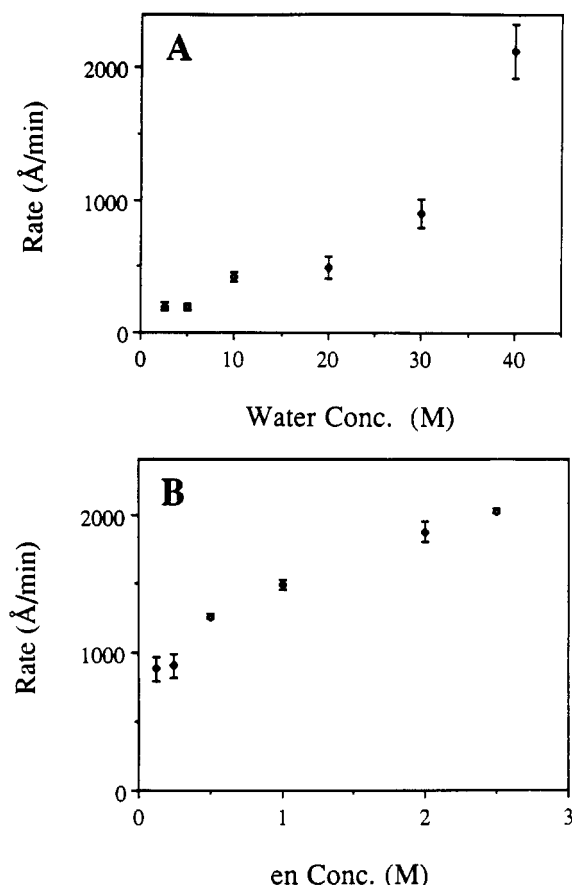 A
2000
1000
0
Rate (Å/min)
0 10 20 30 40
Water Conc. (M)
B
2000
1000
0
Rate (Å/min)
0 1 2 3
en Conc. (M)